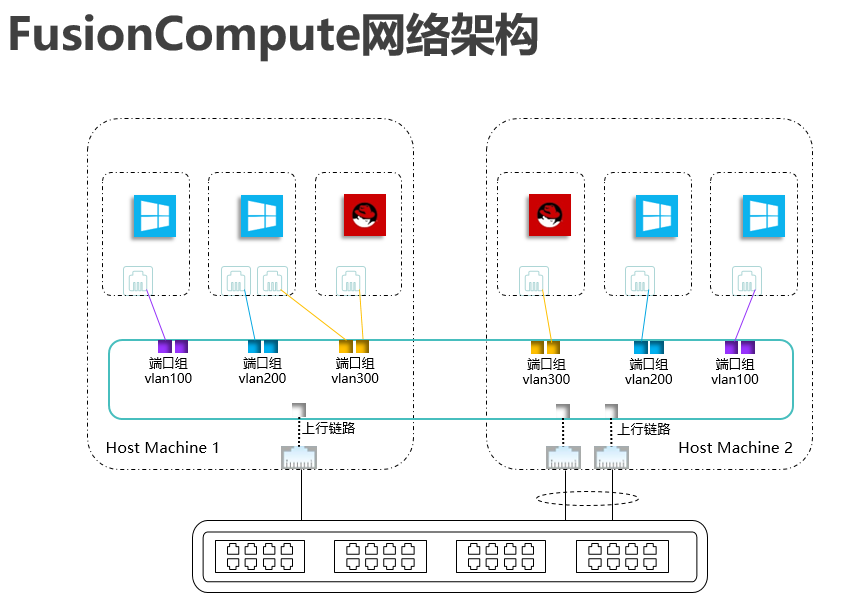 FusionCompute网络架构
端口组
vlan100
端口组
vlan200
端口组
vlan300
端口组
vlan300
端口组
vlan200
端口组
vlan100
上行链路
上行链路
Host Machine 1
Host Machine 2